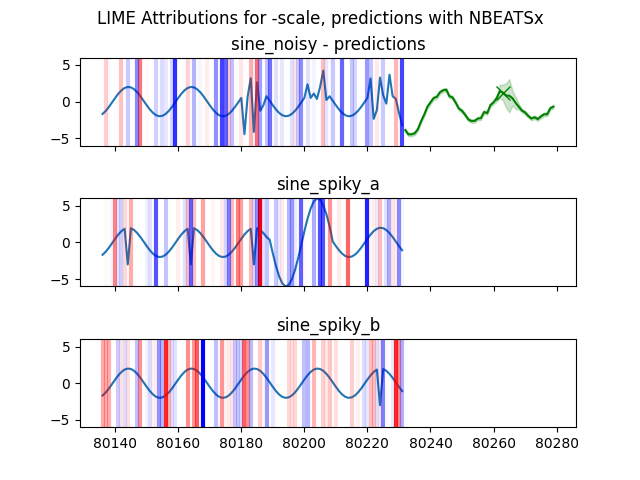 LIME Attributions for -scale, predictions with NBEATSx
sine_noisy - predictions
5
0
−5
sine_spiky_a
5
0
−5
sine_spiky_b
5
0
−5
80140 80160 80180 80200 80220 80240 80260 80280